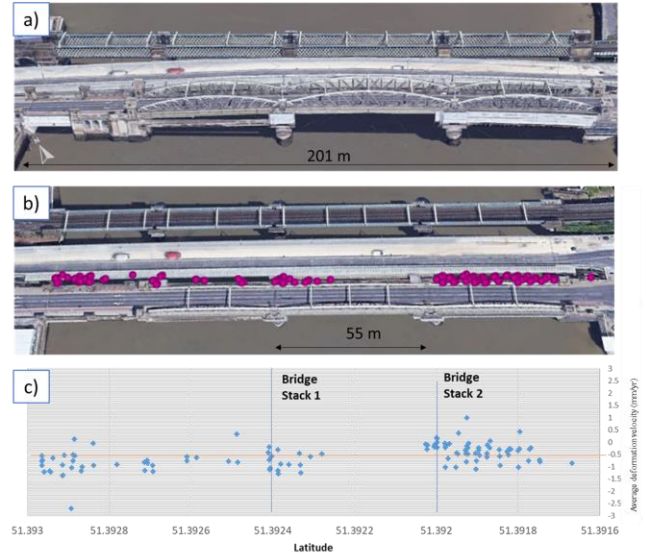 a)
201 m
b)
55 m
c)
Bridge
Stack 1
Bridge
Stack 2
3
2.5
2
1.5
1
0.5
0
-0.5
-1
-1.5
-2
-2.5
-3
Average deformation velocity (mm/yr)
51.393 51.3928 51.3926 51.3924 51.3922 51.392 51.3918 51.3916
Latitude